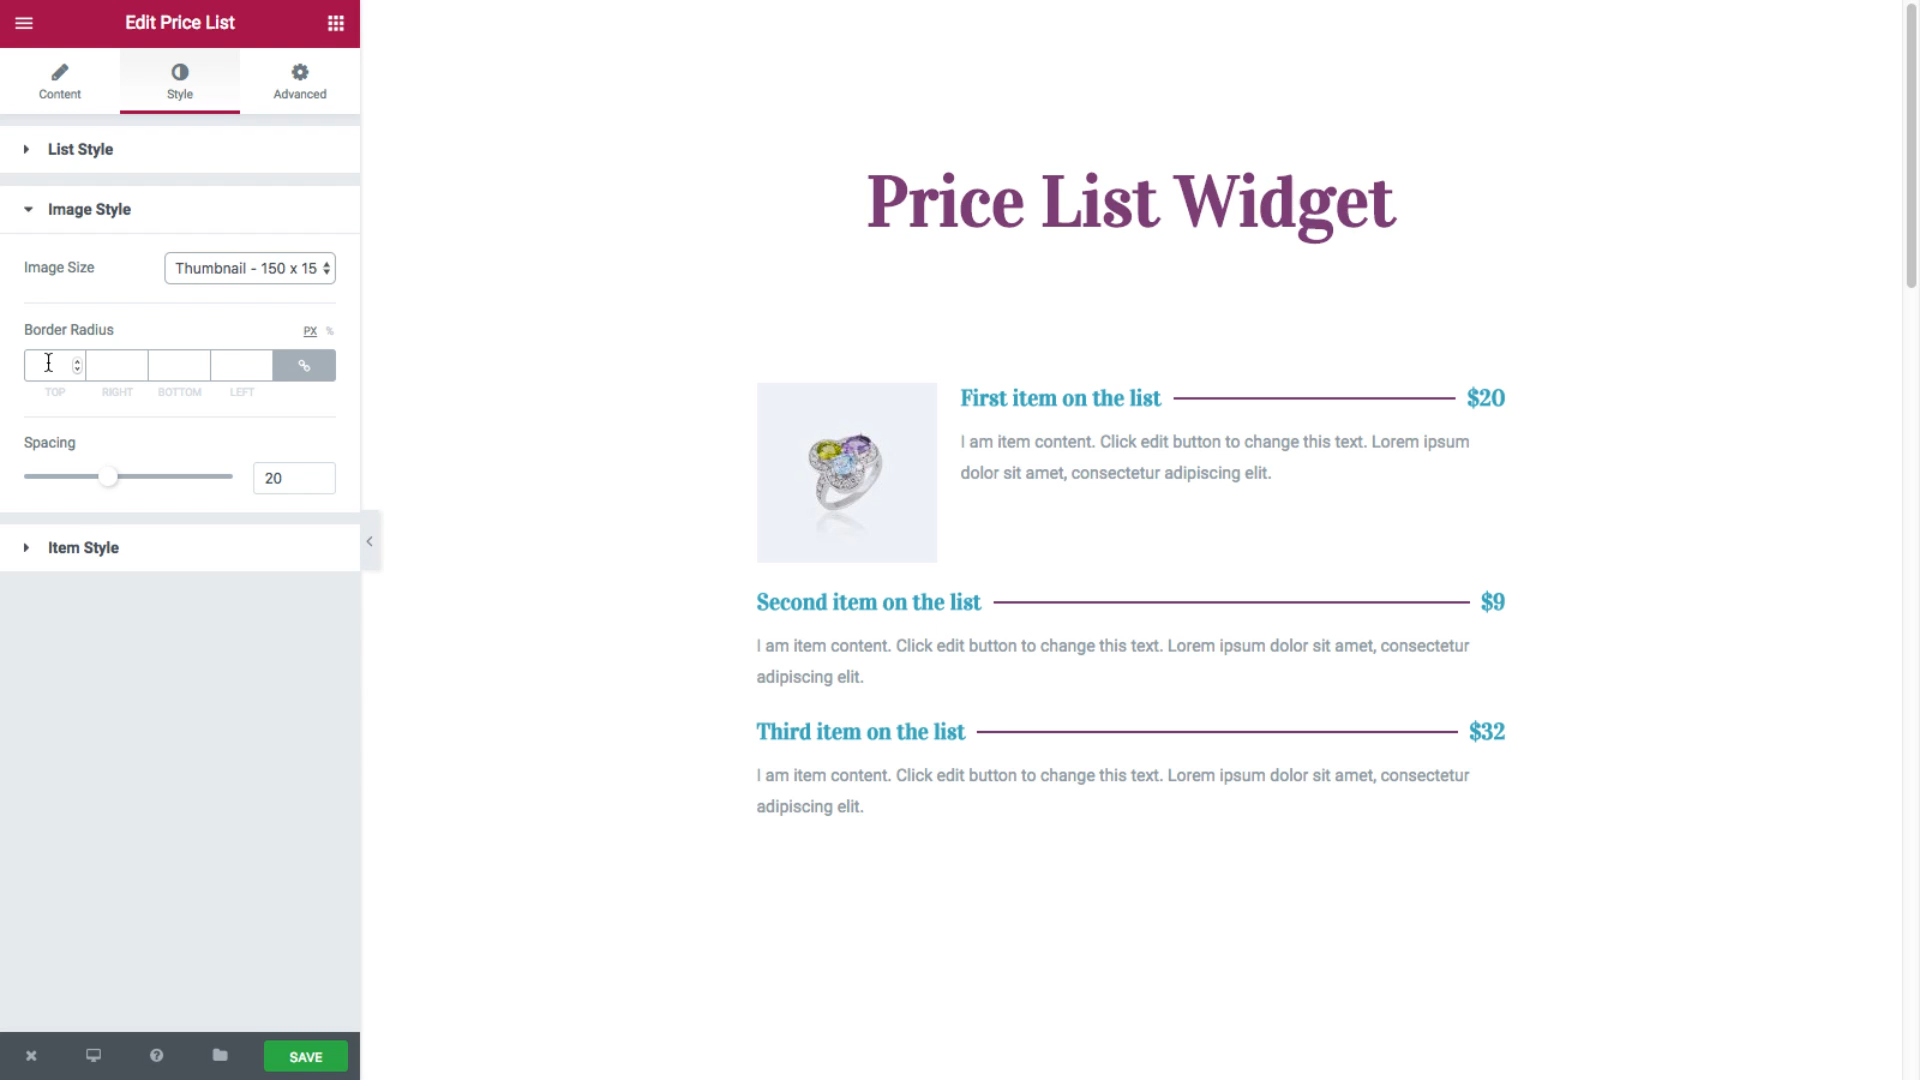 Edit Price List
Content
Style
Advanced
List Style
Image Style
Image Size
Thumbnail - 150 x 15
Border Radius
PX %
TOP RIGHT BOTTOM LEFT
Spacing
20
Item Style
SAVE
Price List Widget
First item on the list $20
I am item content. Click edit button to change this text. Lorem ipsum
dolor sit amet, consectetur adipiscing elit.
Second item on the list $9
I am item content. Click edit button to change this text. Lorem ipsum dolor sit amet, consectetur
adipiscing elit.
Third item on the list $32
I am item content. Click edit button to change this text. Lorem ipsum dolor sit amet, consectetur
adipiscing elit.